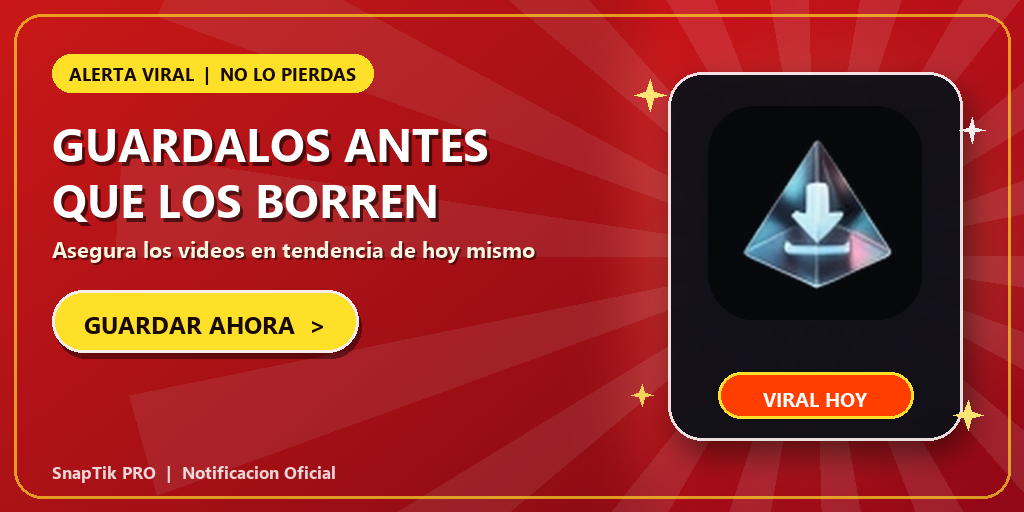 ALERTA VIRAL | NO LO PIERDAS
GUARDALOS ANTES
QUE LOS BORREN
Asegura los videos en tendencia de hoy mismo
GUARDAR AHORA >
VIRAL HOY
SnapTik PRO | Notificacion Oficial